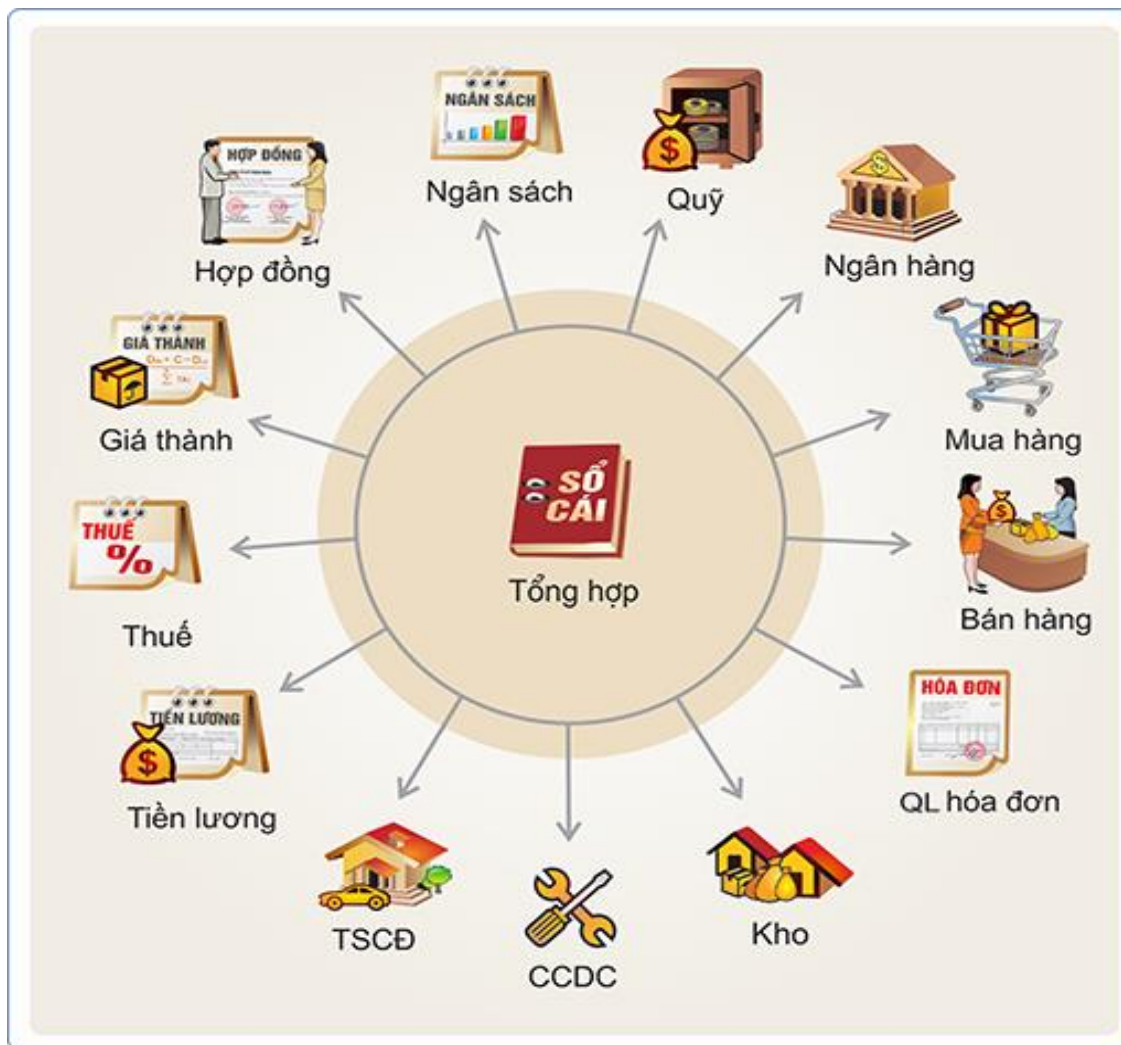 NGÂN SÁCH
Ngân sách
$
Quỹ
$
Ngân hàng
HỢP ĐỒNG
Hợp đồng
Mua hàng
GIÁ THÀNH
Giá thành
SỔ
CÁI
Tổng hợp
$
Bán hàng
THUẾ
%
Thuế
HÓA ĐƠN
QL hóa đơn
TIỀN LƯƠNG
$
Tiền lương
TSCĐ
CCDC
Kho